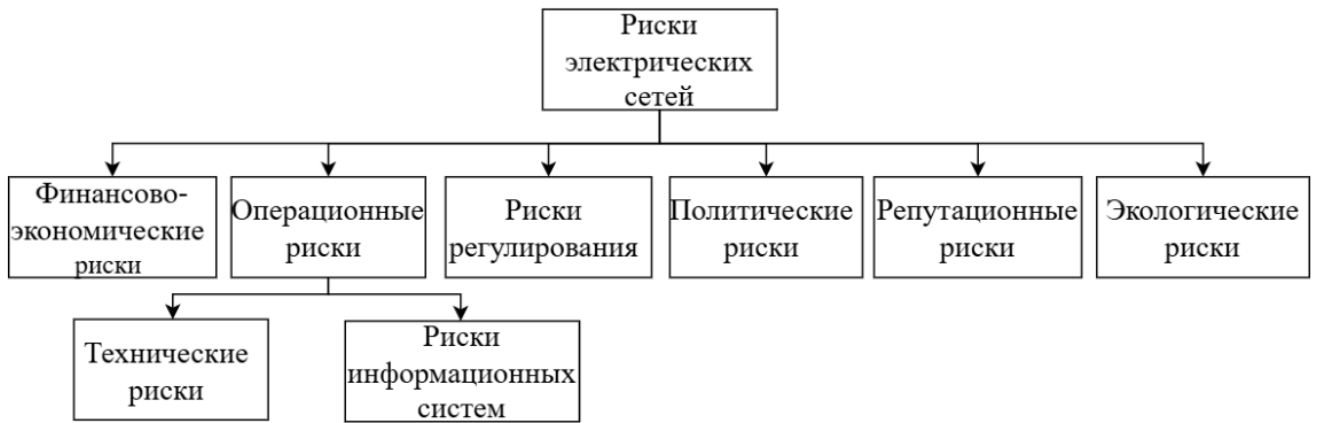 Риски
электрических
сетей
Финансово-
экономические
риски
Операционные
риски
Риски
регулирования
Политические
риски
Репутационные
риски
Экологические
риски
Технические
риски
Риски
информационных
систем